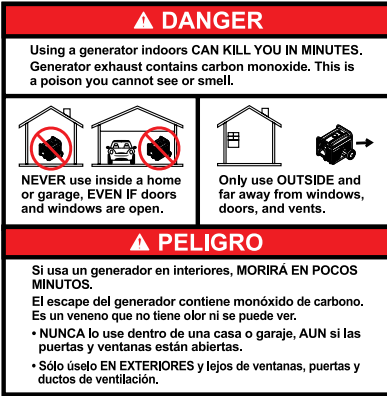 DANGER
Using a generator indoors CAN KILL YOU IN MINUTES.
Generator exhaust contains carbon monoxide. This is
a poison you cannot see or smell.
NEVER use inside a home
or garage, EVEN IF doors
and windows are open.
Only use OUTSIDE and
far away from windows,
doors, and vents.
PELIGRO
Si usa un generador en interiores, MORIRÁ EN POCOS
MINUTOS.
El escape del generador contiene monóxido de carbono.
Es un veneno que no tiene olor ni se puede ver.
• NUNCA lo use dentro de una casa o garaje, AUN si las
puertas y ventanas están abiertas.
• Sólo úselo EN EXTERIORES y lejos de ventanas, puertas y
ductos de ventilación.